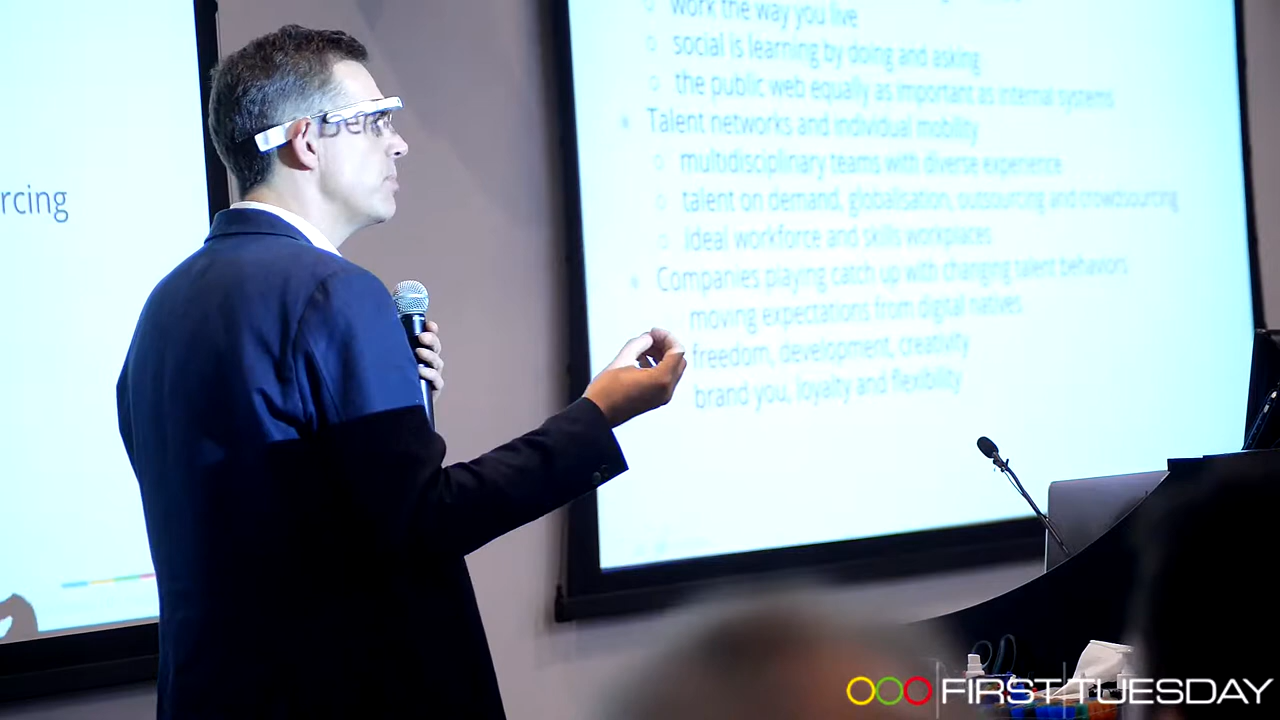 rcing
work the way you live
social is learning by doing and asking
the public web equally as important as internal systems
Talent networks and individual mobility
multidisciplinary teams with diverse experience
talent on demand, globalisation, outsourcing and crowdsourcing
Ideal workforce and skills workplaces
Companies playing catch up with changing talent behaviors
moving expectations from digital natives
freedom, development, creativity
brand you, loyalty and flexibility
FIRST TUESDAY